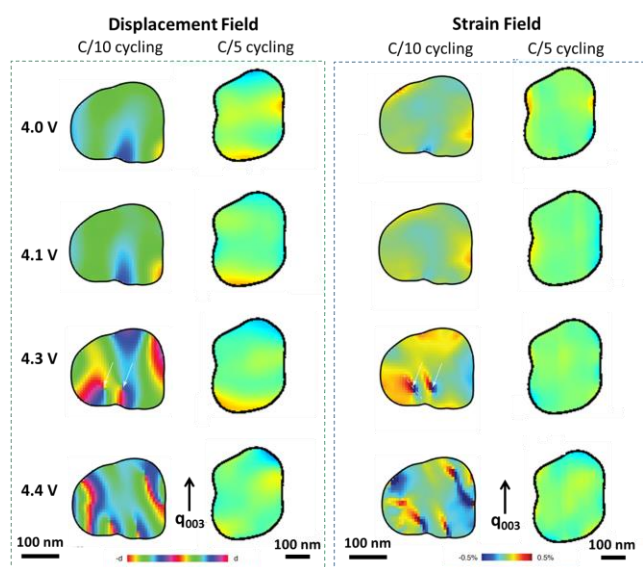 Displacement Field
Strain Field
C/10 cycling
C/5 cycling
C/10 cycling
C/5 cycling
4.0 V
4.1 V
4.3 V
4.4 V
q003
q003
100 nm
-d
d
100 nm
100 nm
-0.5%
0.5%
100 nm